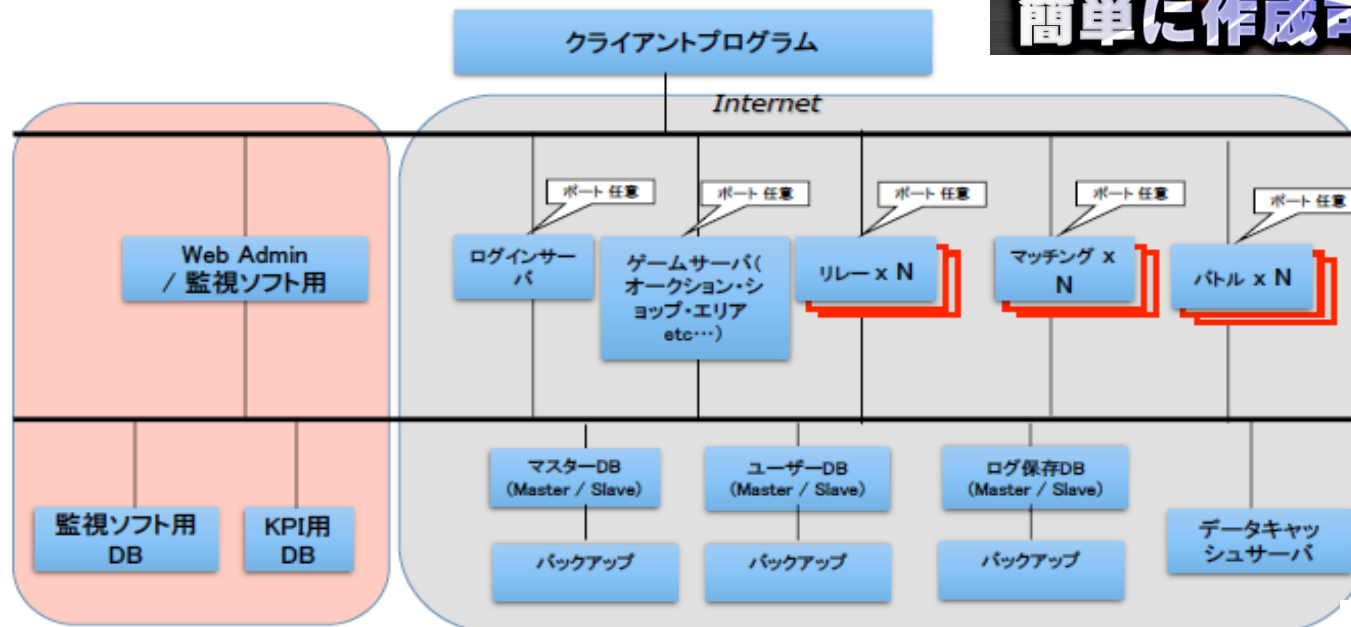 簡単に作成可
クライアントプログラム
Internet
ポート 任意
ポート 任意
ポート 任意
ポート 任意
ポート 任意
Web Admin
/ 監視ソフト用
ログインサー
バ
ゲームサーバ(
オークション・シ
ョップ・エリア
etc…)
リレー x N
マッチング x
N
バトル x N
マスターDB
(Master / Slave)
ユーザーDB
(Master / Slave)
ログ保存DB
(Master / Slave)
監視ソフト用
DB
KPI用
DB
バックアップ
バックアップ
バックアップ
データキャッ
シュサーバ